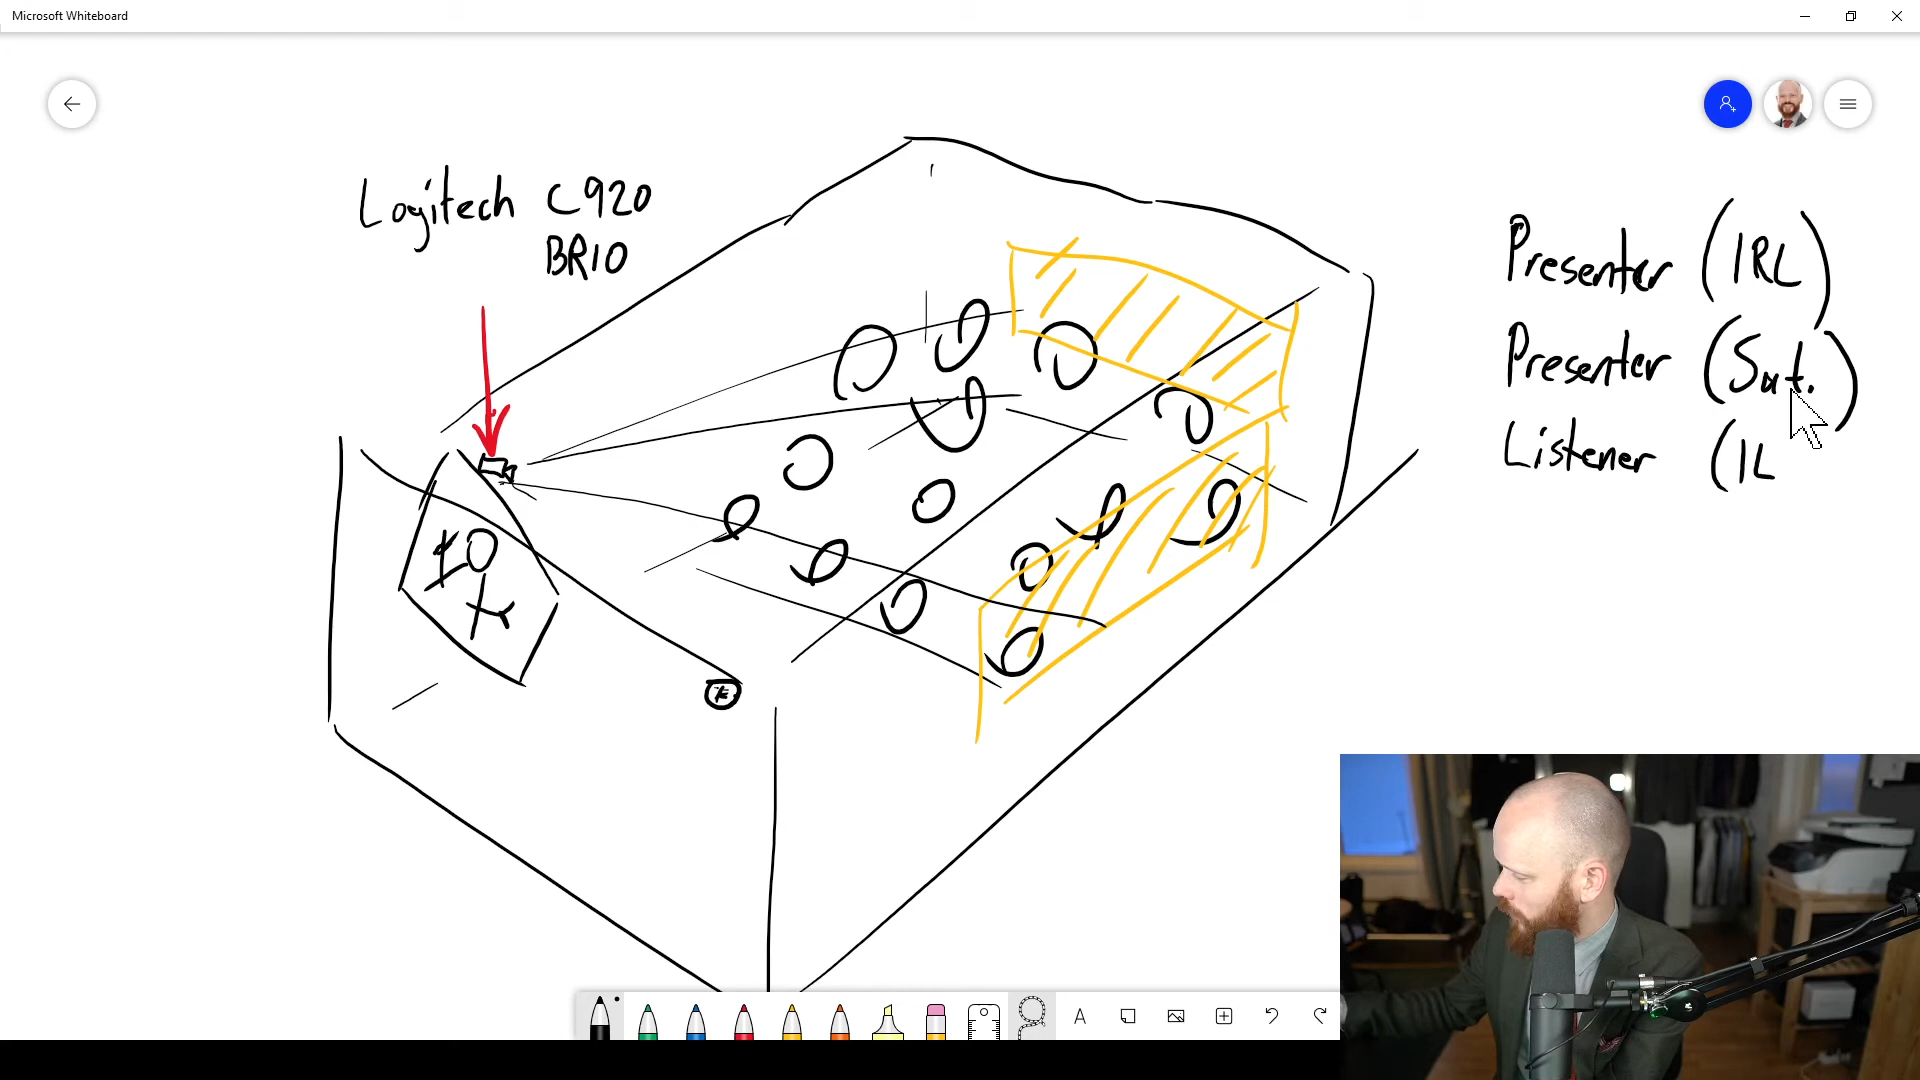 Microsoft Whiteboard
Logitech C920
BRIO
Presenter (IRL)
Presenter (Sat.)
Listener (IL